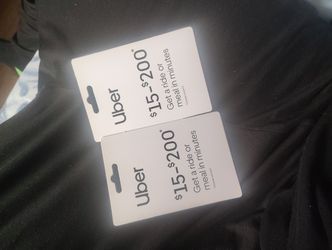 Uber
$15–$200*
Get a ride or
meal in minutes
Uber
$15–$200*
Get a ride or
meal in minutes